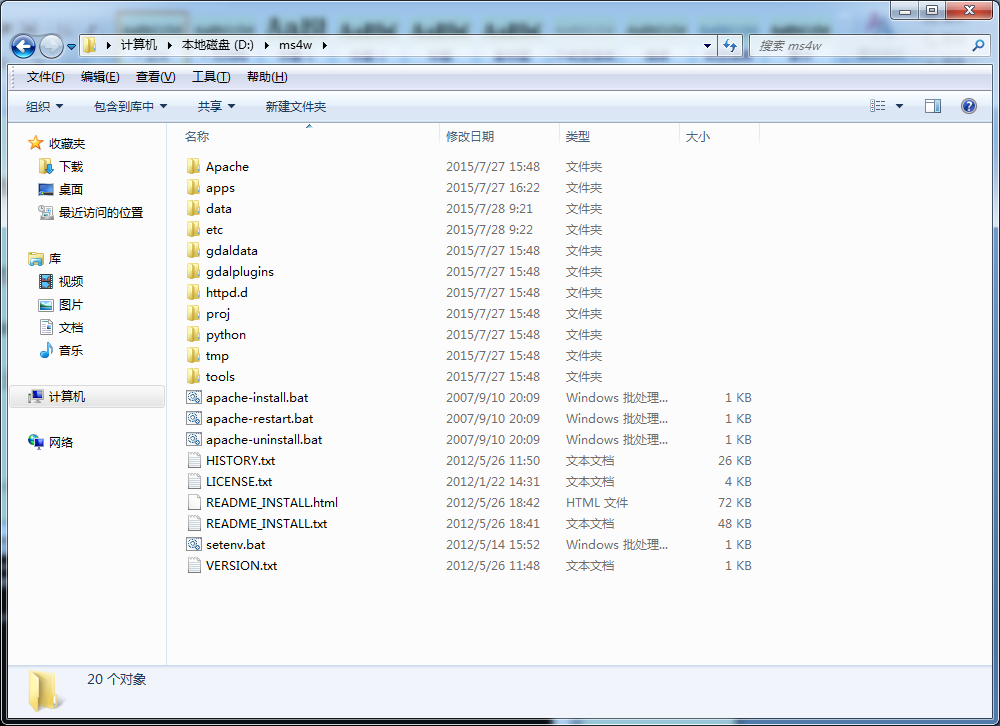 计算机 本地磁盘 (D:) ms4w 搜索 ms4w
文件(F) 编辑(E) 查看(V) 工具(T) 帮助(H)
组织 包含到库中 共享 新建文件夹
收藏夹
下载
桌面
最近访问的位置
库
视频
图片
文档
音乐
计算机
网络
名称 修改日期 类型 大小
Apache 2015/7/27 15:48 文件夹
apps 2015/7/27 16:22 文件夹
data 2015/7/28 9:21 文件夹
etc 2015/7/28 9:22 文件夹
gdaldata 2015/7/27 15:48 文件夹
gdalplugins 2015/7/27 15:48 文件夹
httpd.d 2015/7/27 15:48 文件夹
proj 2015/7/27 15:48 文件夹
python 2015/7/27 15:48 文件夹
tmp 2015/7/27 15:48 文件夹
tools 2015/7/27 15:48 文件夹
apache-install.bat 2007/9/10 20:09 Windows 批处理... 1 KB
apache-restart.bat 2007/9/10 20:09 Windows 批处理... 1 KB
apache-uninstall.bat 2007/9/10 20:09 Windows 批处理... 1 KB
HISTORY.txt 2012/5/26 11:50 文本文档 26 KB
LICENSE.txt 2012/1/22 14:31 文本文档 4 KB
README_INSTALL.html 2012/5/26 18:42 HTML 文件 72 KB
README_INSTALL.txt 2012/5/26 18:41 文本文档 48 KB
setenv.bat 2012/5/14 15:52 Windows 批处理... 1 KB
VERSION.txt 2012/5/26 11:48 文本文档 1 KB
20 个对象